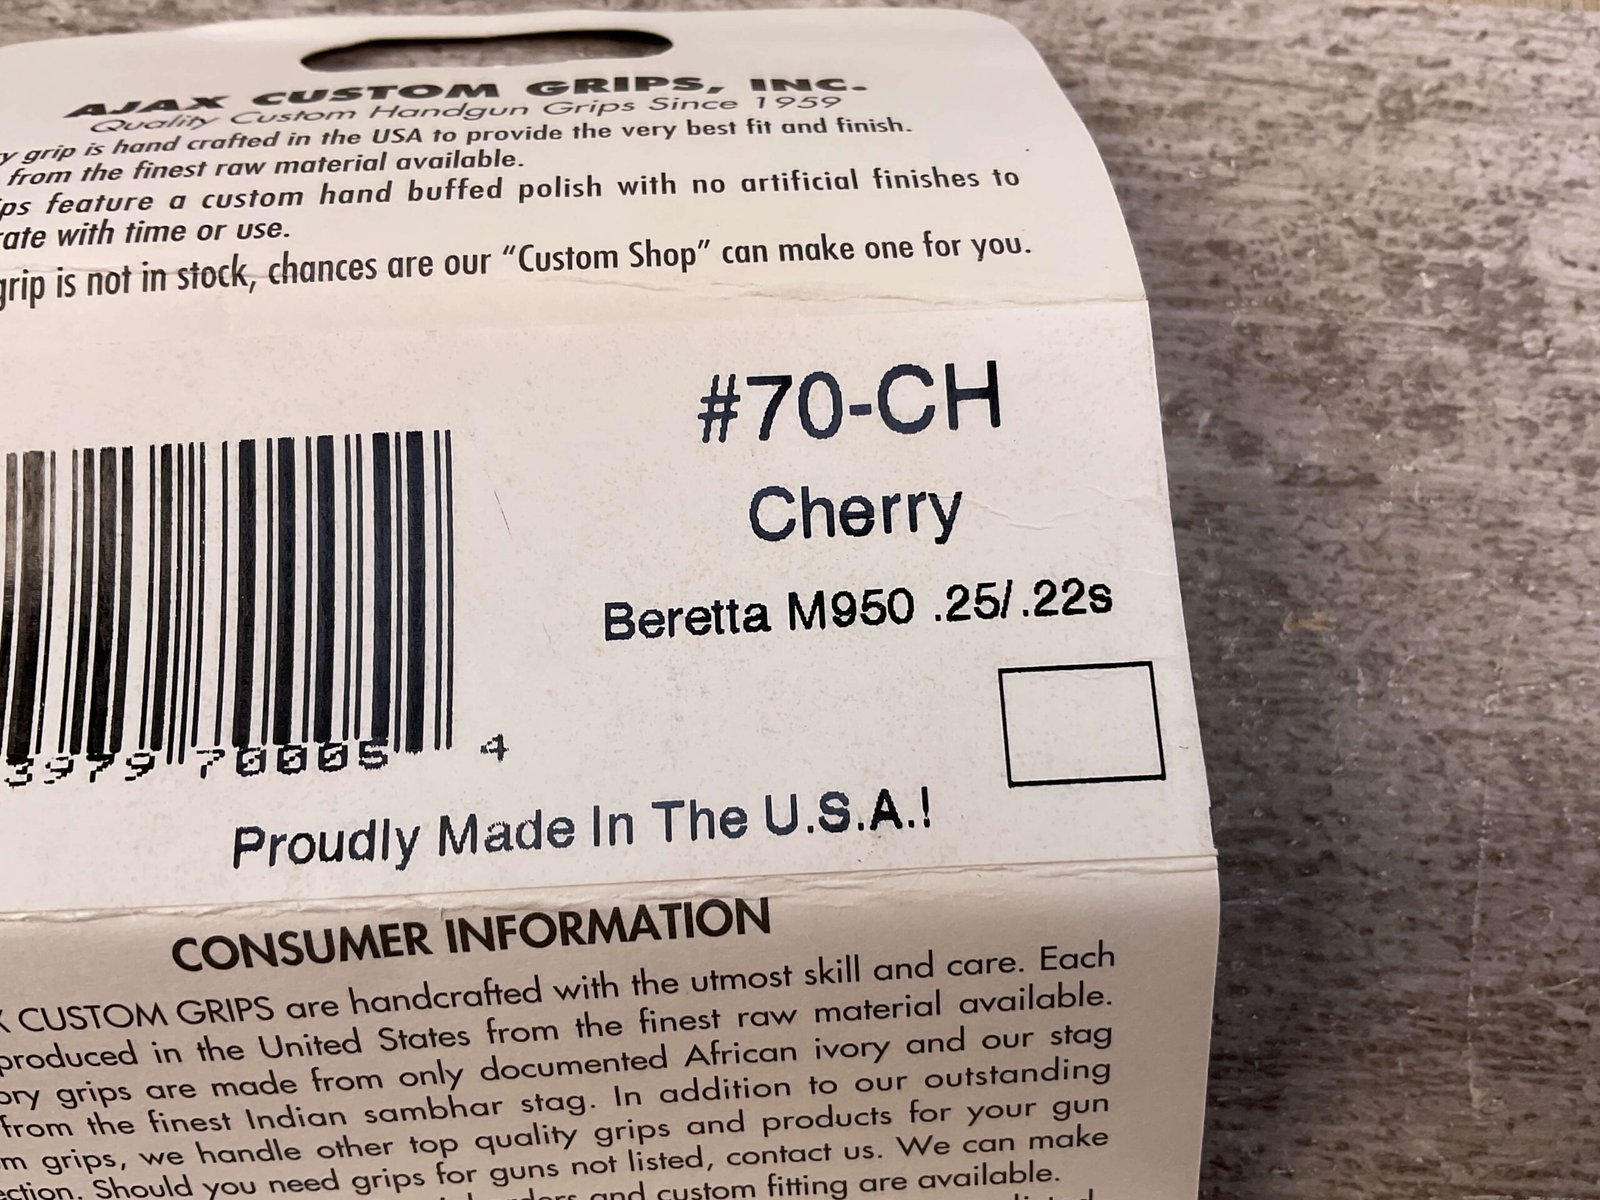 AJAX CUSTOM GRIPS, INC.
Quality Custom Handgun Grips Since 1959
y grip is hand crafted in the USA to provide the very best fit and finish.
from the finest raw material available.
ps feature a custom hand buffed polish with no artificial finishes to
rate with time or use.
grip is not in stock, chances are our “Custom Shop” can make one for you.
#70-CH
Cherry
Beretta M950 .25/.22s
3979 70005 4
Proudly Made In The U.S.A.!
CONSUMER INFORMATION
X CUSTOM GRIPS are handcrafted with the utmost skill and care. Each
produced in the United States from the finest raw material available.
ory grips are made from only documented African ivory and our stag
from the finest Indian sambhar stag. In addition to our outstanding
m grips, we handle other top quality grips and products for your gun
ection. Should you need grips for guns not listed, contact us. We can make
and custom fitting are available.